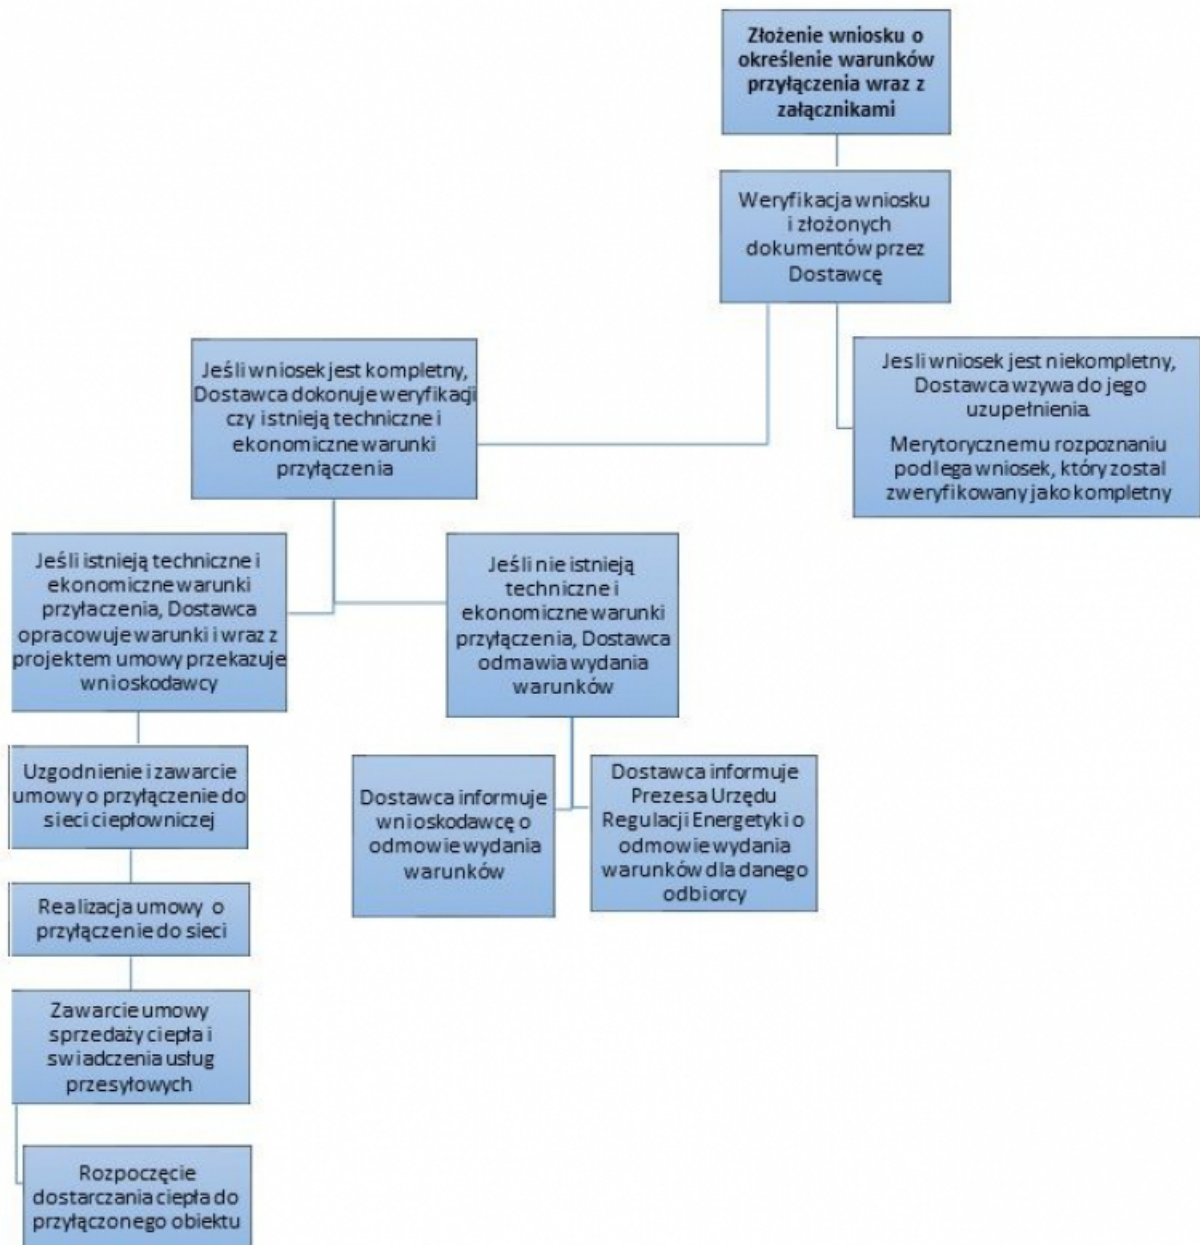 Złożenie wniosku o
określenie warunków
przyłączenia wraz z
załącznikami
Weryfikacja wniosku
i złożonych
dokumentów przez
Dostawcę
Jeśli wniosek jest kompletny,
Dostawca dokonuje weryfikacji
czy istnieją techniczne i
ekonomiczne warunki
przyłączenia
Jesli wniosek jest niekompletny,
Dostawca wzywa do jego
uzupełnienia.
Merytorycznemu rozpoznaniu
podlega wniosek, który zostal
zweryfikowany jako kompletny
Jeśli istnieją techniczne i
ekonomiczne warunki
przyłaczenia, Dostawca
opracowuje warunki i wraz z
projektem umowy przekazuje
wnioskodawcy
Jeśli nie istnieją
techniczne i
ekonomiczne warunki
przyłączenia, Dostawca
odmawia wydania
warunków
Uzgodnienie i zawarcie
umowy o przyłączenie do
sieci ciepłowniczej
Dostawca informuje
wnioskodawcę o
odmowie wydania
warunków
Dostawca informuje
Prezesa Urzędu
Regulacji Energetyki o
odmowie wydania
warunków dla danego
odbiorcy
Realizacja umowy o
przyłączenie do sieci
Zawarcie umowy
sprzedaży ciepła i
swiadczenia usług
przesyłowych
Rozpoczęcie
dostarczania ciepła do
przyłączonego obiektu